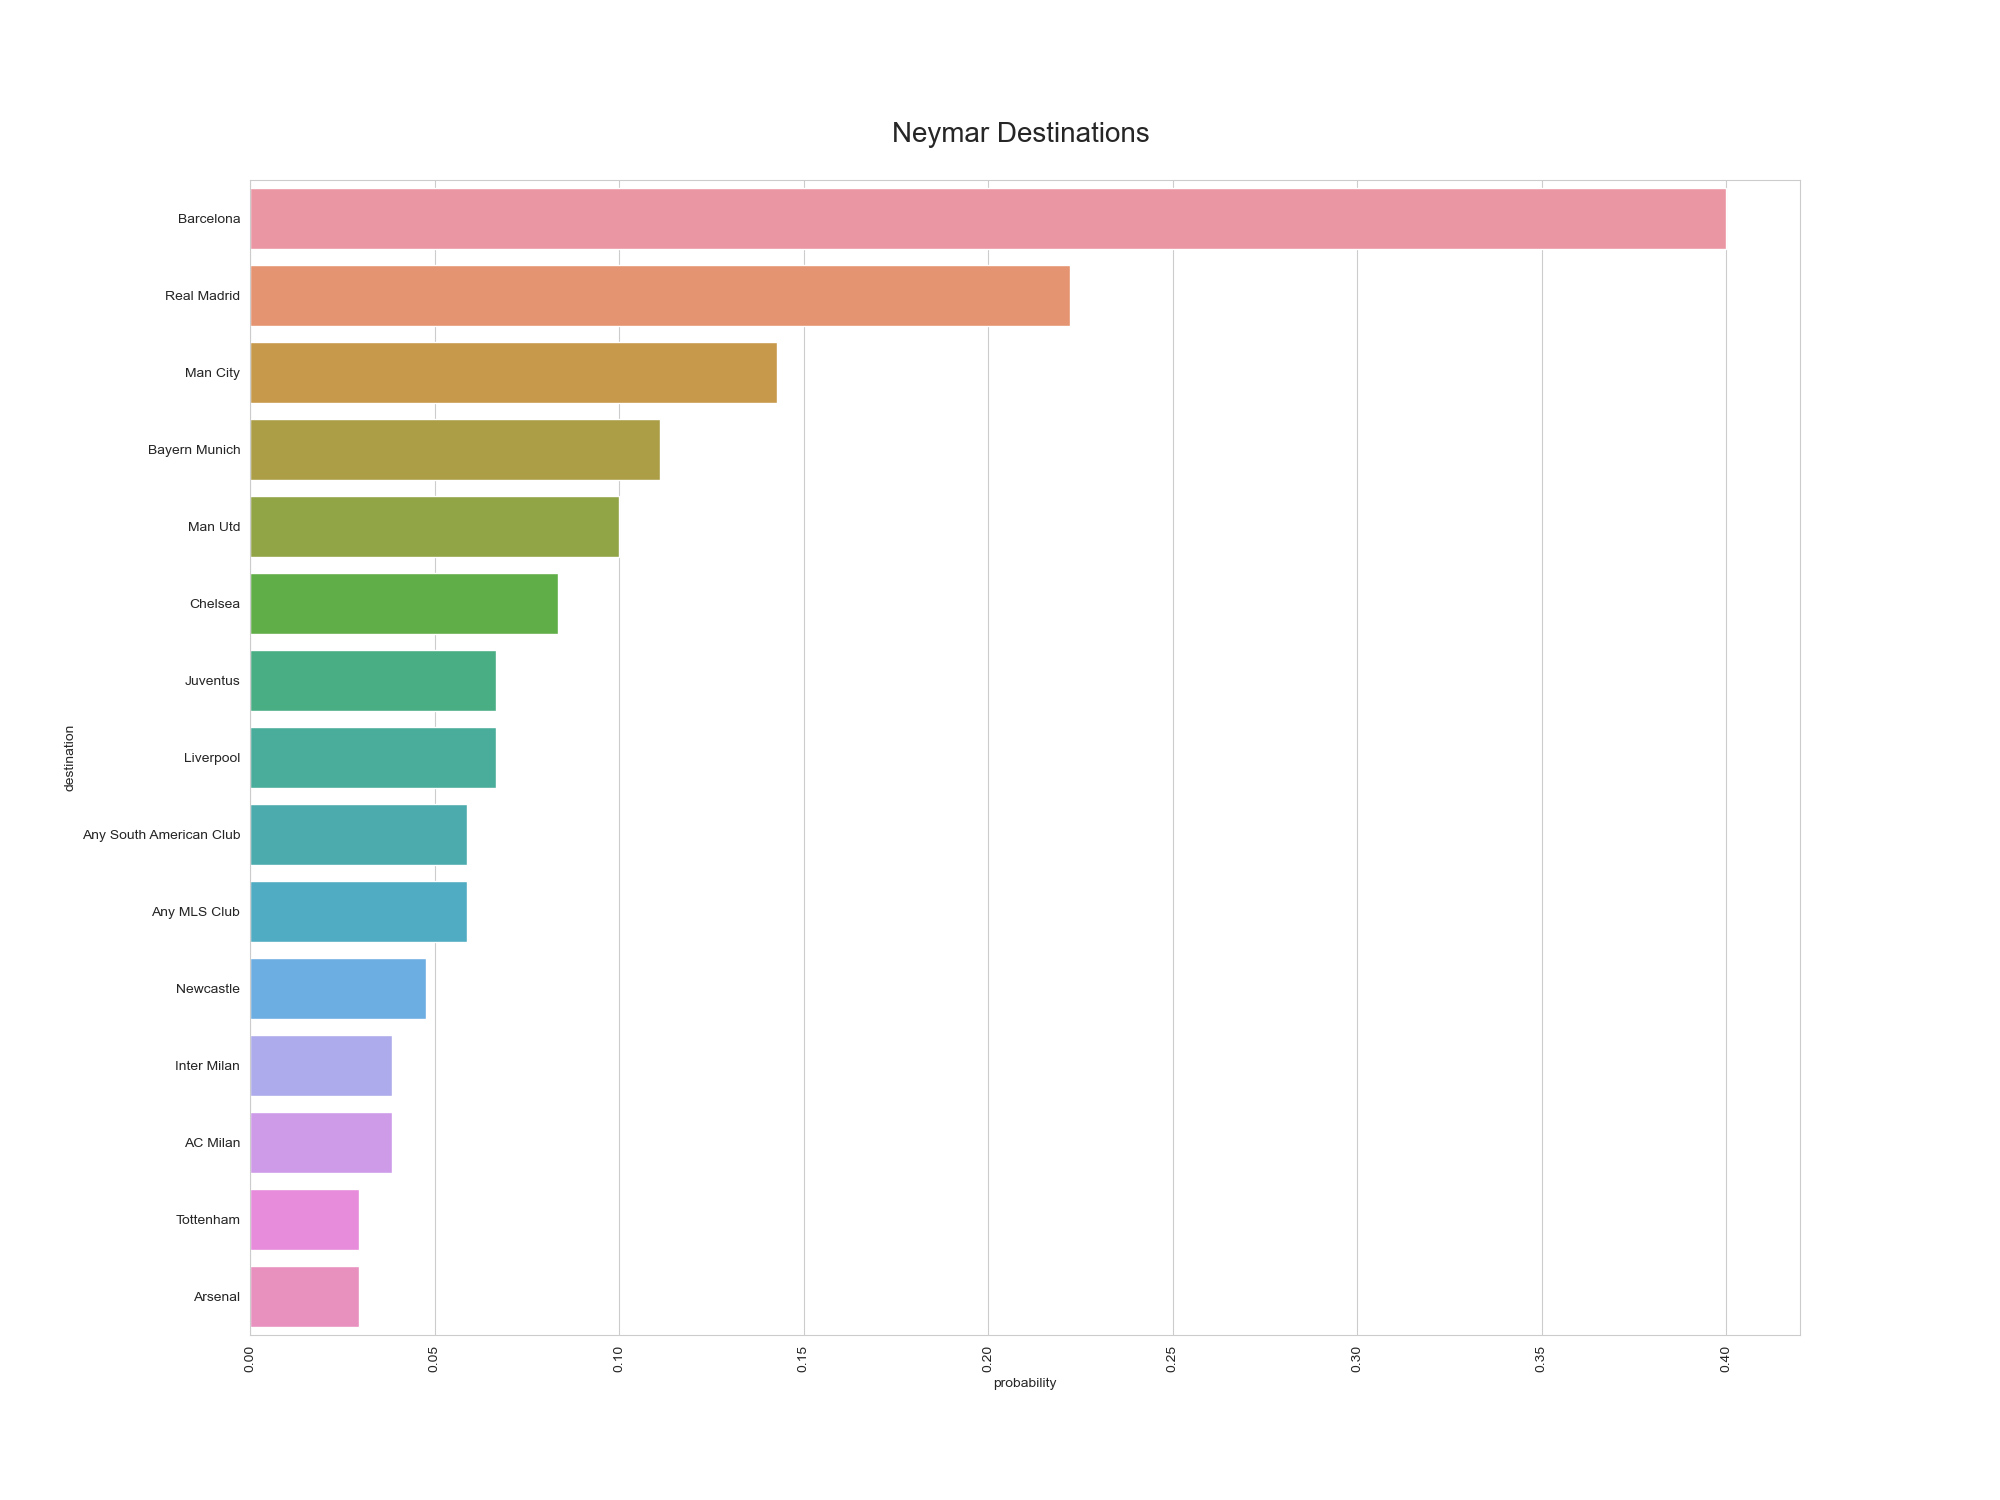 Neymar Destinations
destination
Barcelona
Real Madrid
Man City
Bayern Munich
Man Utd
Chelsea
Juventus
Liverpool
Any South American Club
Any MLS Club
Newcastle
Inter Milan
AC Milan
Tottenham
Arsenal
0.00
0.05
0.10
0.15
0.20
0.25
0.30
0.35
0.40
probability